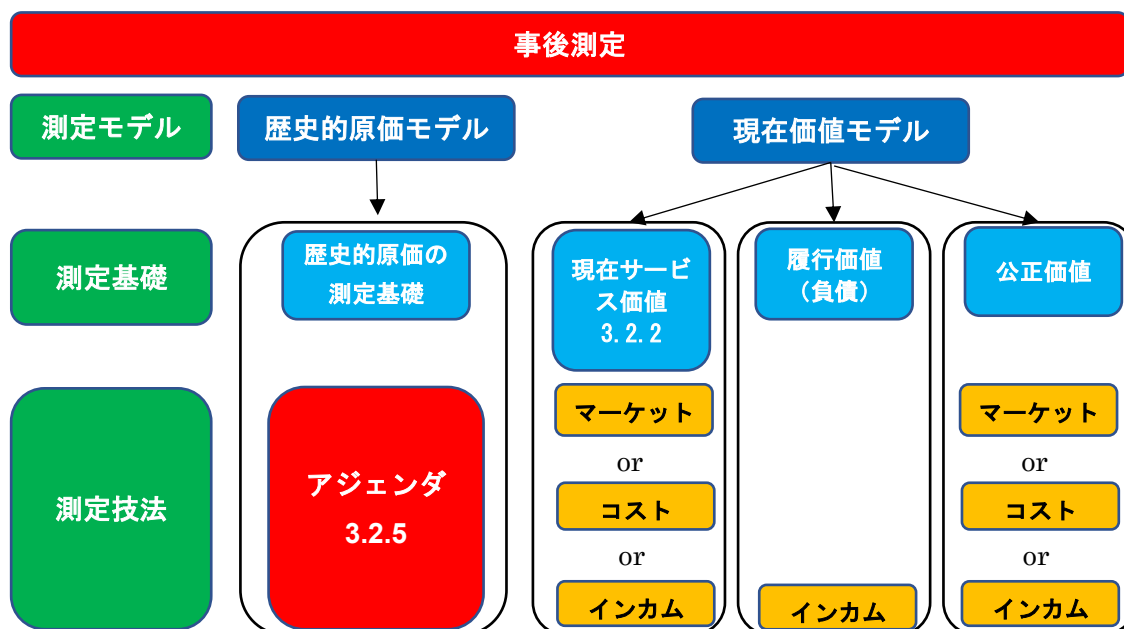 事後測定
測定モデル
歴史的原価モデル
現在価値モデル
測定基礎
歴史的原価の
測定基礎
現在サービ
ス価値
3.2.2
履行価値
（負債）
公正価値
測定技法
アジェンダ
3.2.5
マーケット
or
コスト
or
インカム
インカム
マーケット
or
コスト
or
インカム